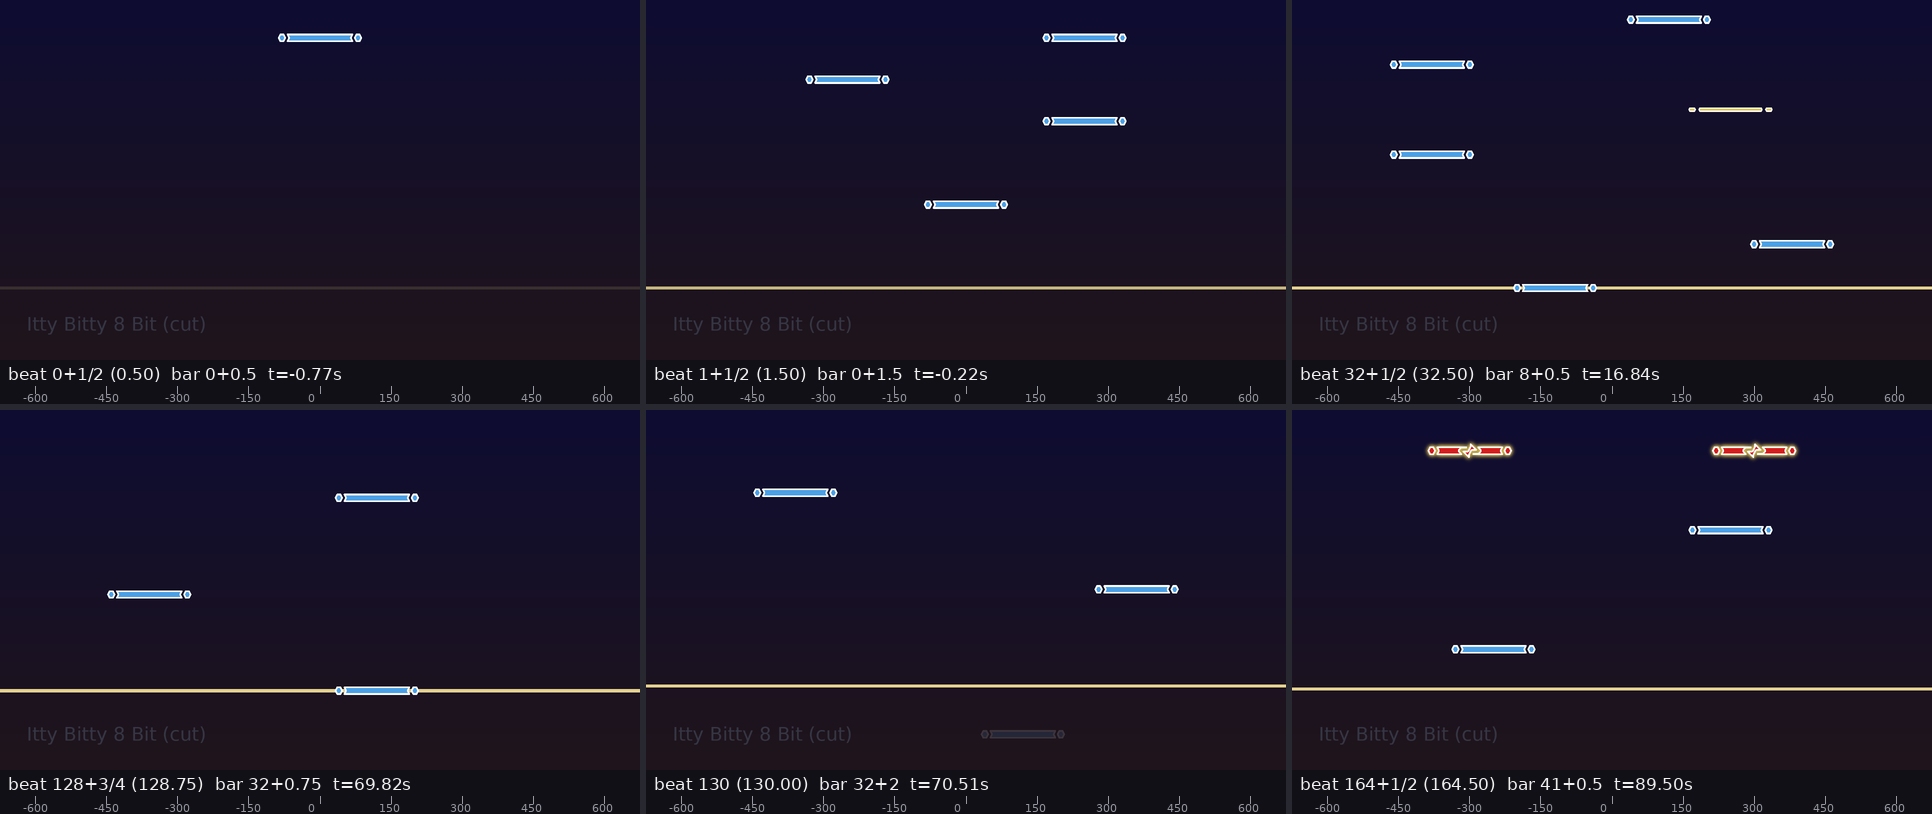 Itty Bitty 8 Bit (cut)
beat 0+1/2 (0.50) bar 0+0.5 t=-0.77s
-600 -450 -300 -150 0 150 300 450 600
Itty Bitty 8 Bit (cut)
beat 1+1/2 (1.50) bar 0+1.5 t=-0.22s
-600 -450 -300 -150 0 150 300 450 600
Itty Bitty 8 Bit (cut)
beat 32+1/2 (32.50) bar 8+0.5 t=16.84s
-600 -450 -300 -150 0 150 300 450 600
Itty Bitty 8 Bit (cut)
beat 128+3/4 (128.75) bar 32+0.75 t=69.82s
-600 -450 -300 -150 0 150 300 450 600
Itty Bitty 8 Bit (cut)
beat 130 (130.00) bar 32+2 t=70.51s
-600 -450 -300 -150 0 150 300 450 600
Itty Bitty 8 Bit (cut)
beat 164+1/2 (164.50) bar 41+0.5 t=89.50s
-600 -450 -300 -150 0 150 300 450 600